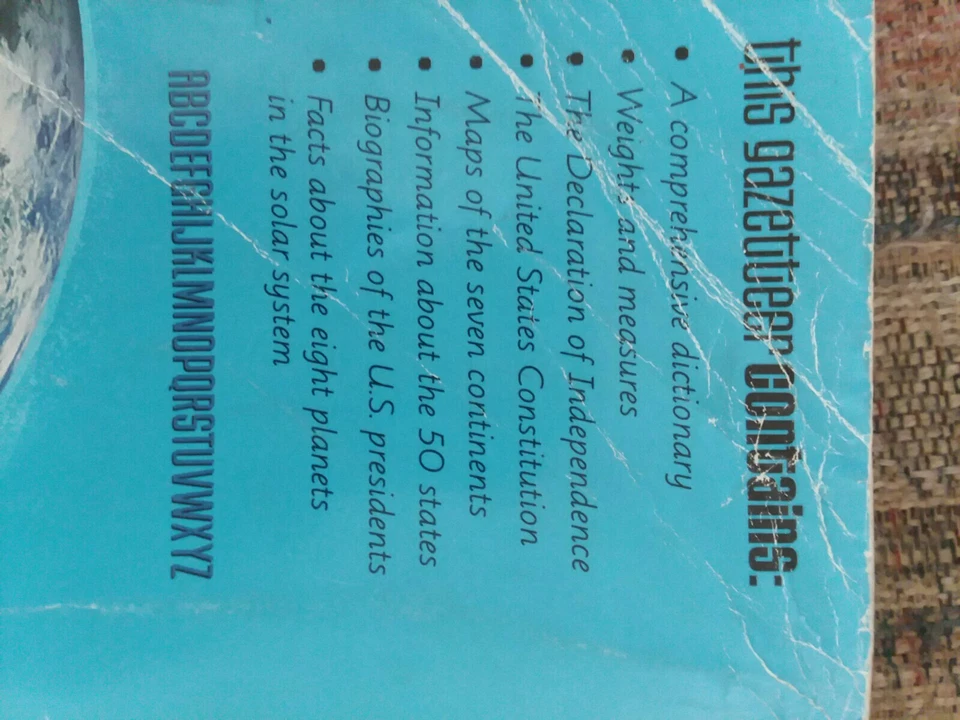 this gazetteer contains:
• A comprehensive dictionary
• Weights and measures
• The Declaration of Independence
• The United States Constitution
• Maps of the seven continents
• Information about the 50 states
• Biographies of the U.S. presidents
• Facts about the eight planets
in the solar system
ABCDEFGHIJKLMNOPQRSTUVWXYZ